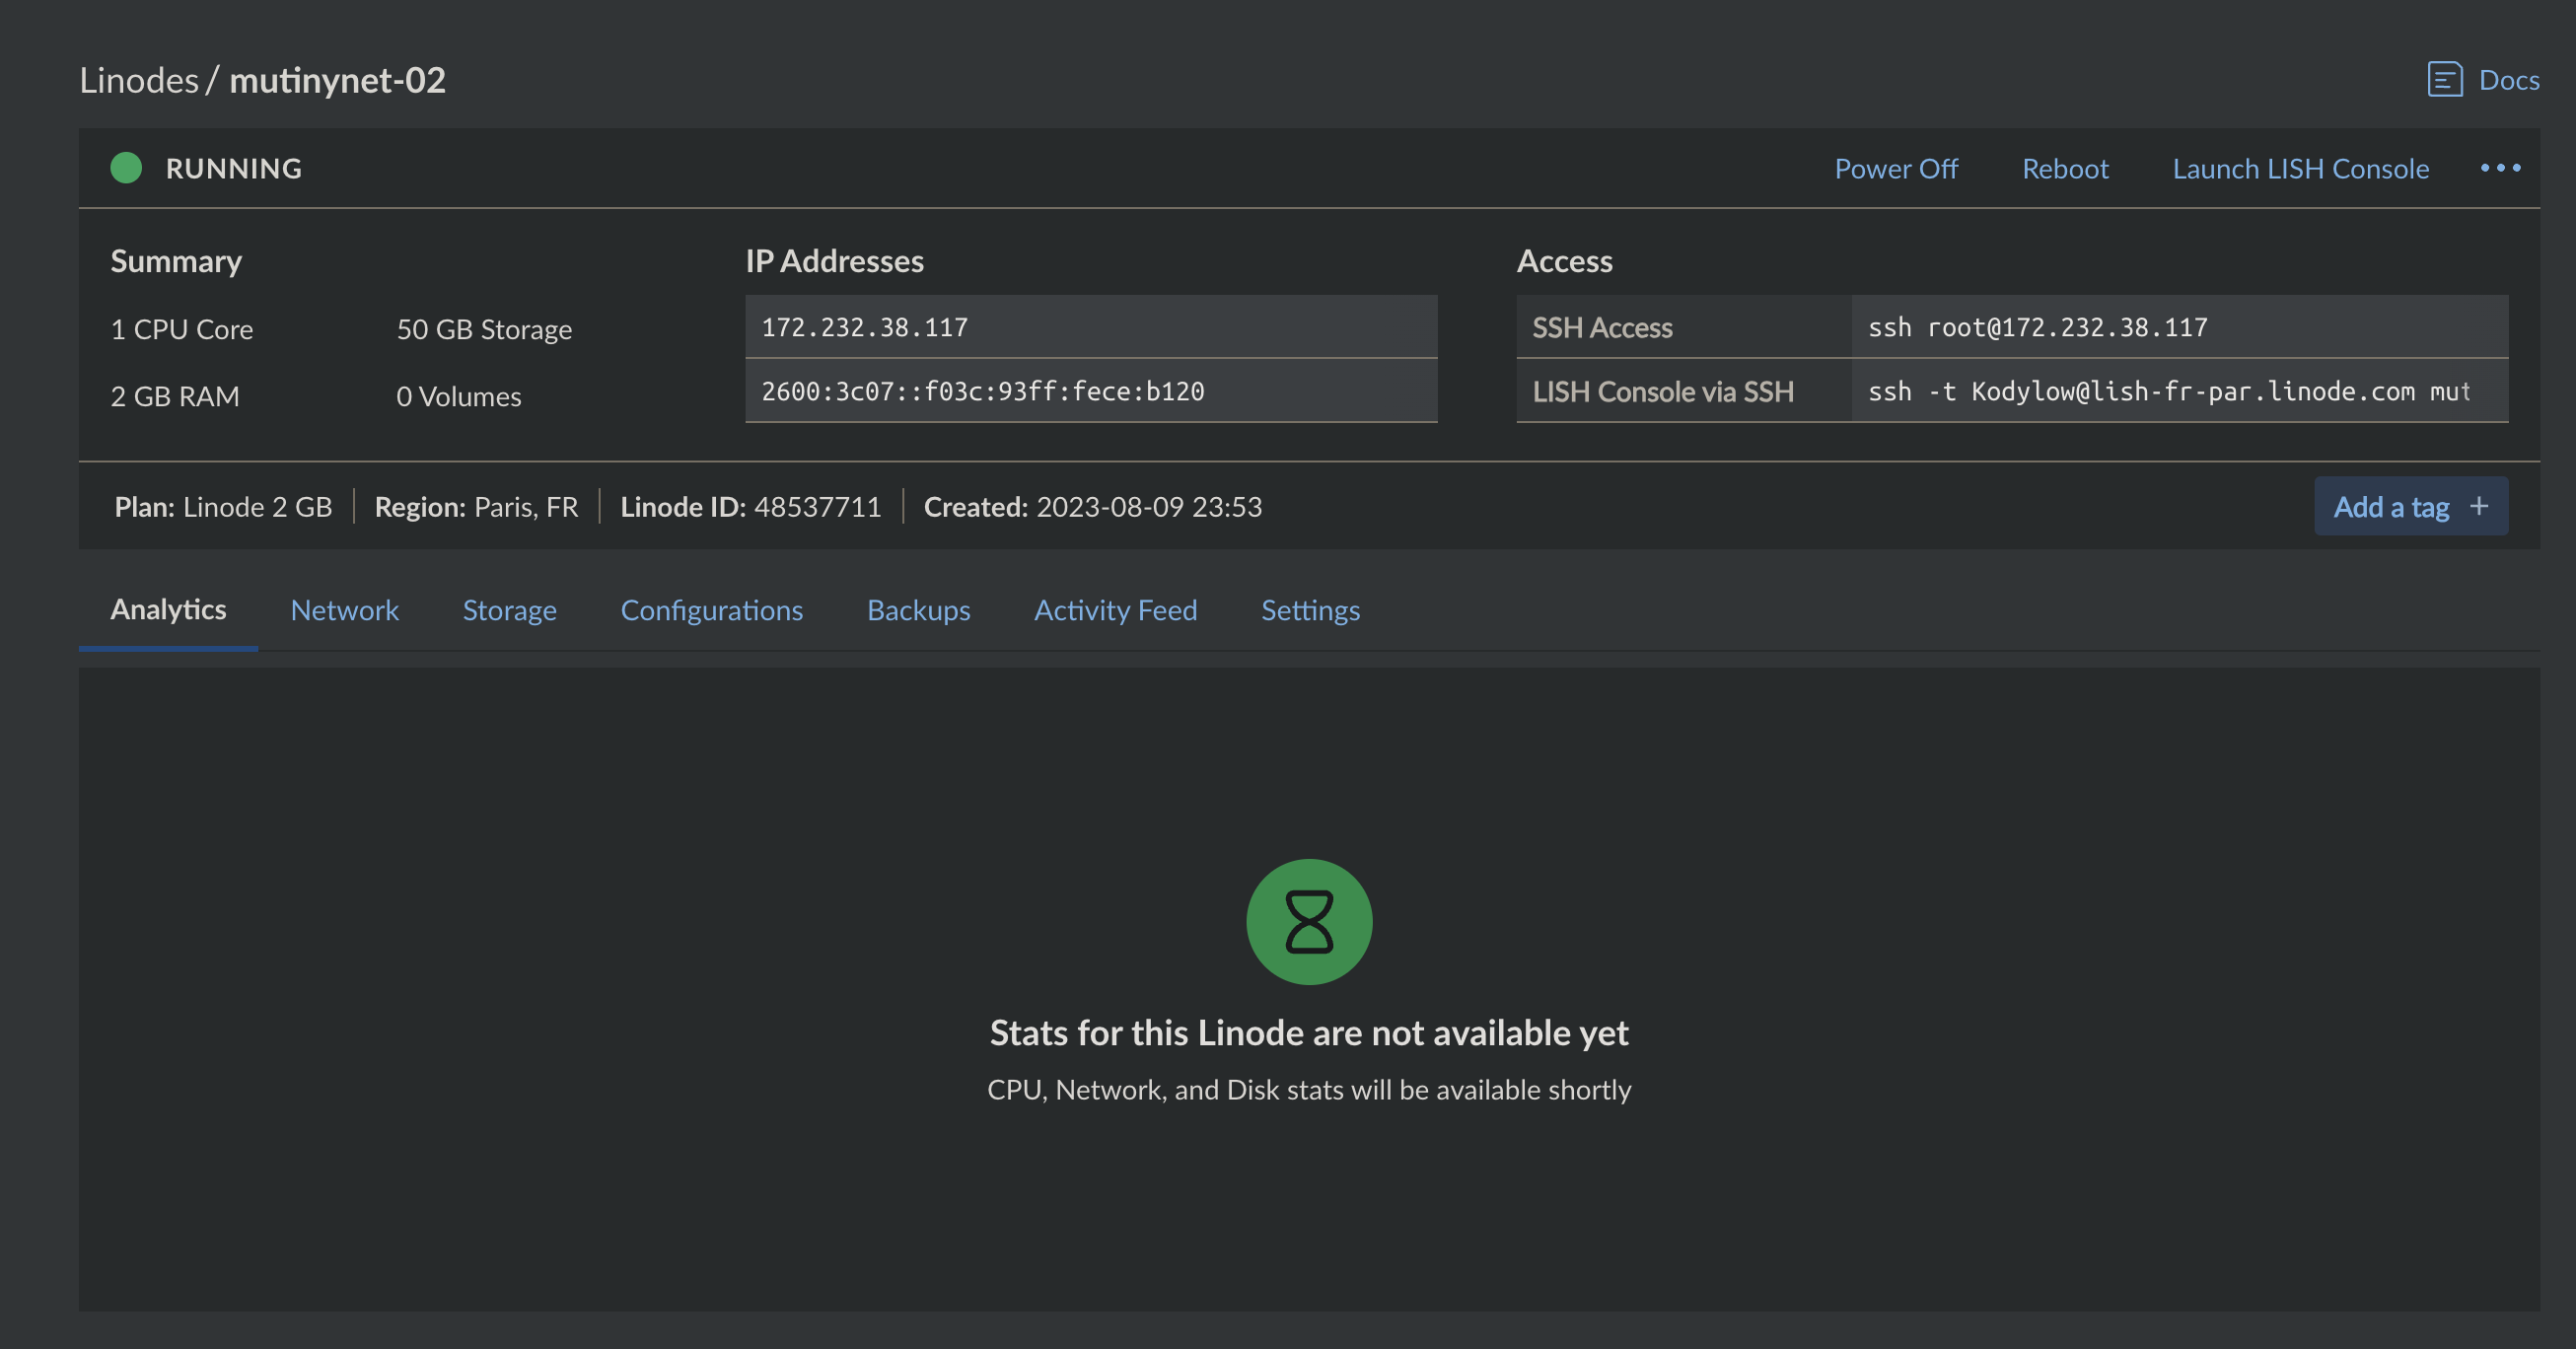 Linodes / mutinynet-02
Docs
RUNNING
Power Off
Reboot
Launch LISH Console
Summary
1 CPU Core
50 GB Storage
2 GB RAM
0 Volumes
IP Addresses
172.232.38.117
2600:3c07::f03c:93ff:fece:b120
Access
SSH Access
ssh root@172.232.38.117
LISH Console via SSH
ssh -t Kodylow@lish-fr-par.linode.com mut
Plan: Linode 2 GB
Region: Paris, FR
Linode ID: 48537711
Created: 2023-08-09 23:53
Add a tag +
Analytics
Network
Storage
Configurations
Backups
Activity Feed
Settings
Stats for this Linode are not available yet
CPU, Network, and Disk stats will be available shortly